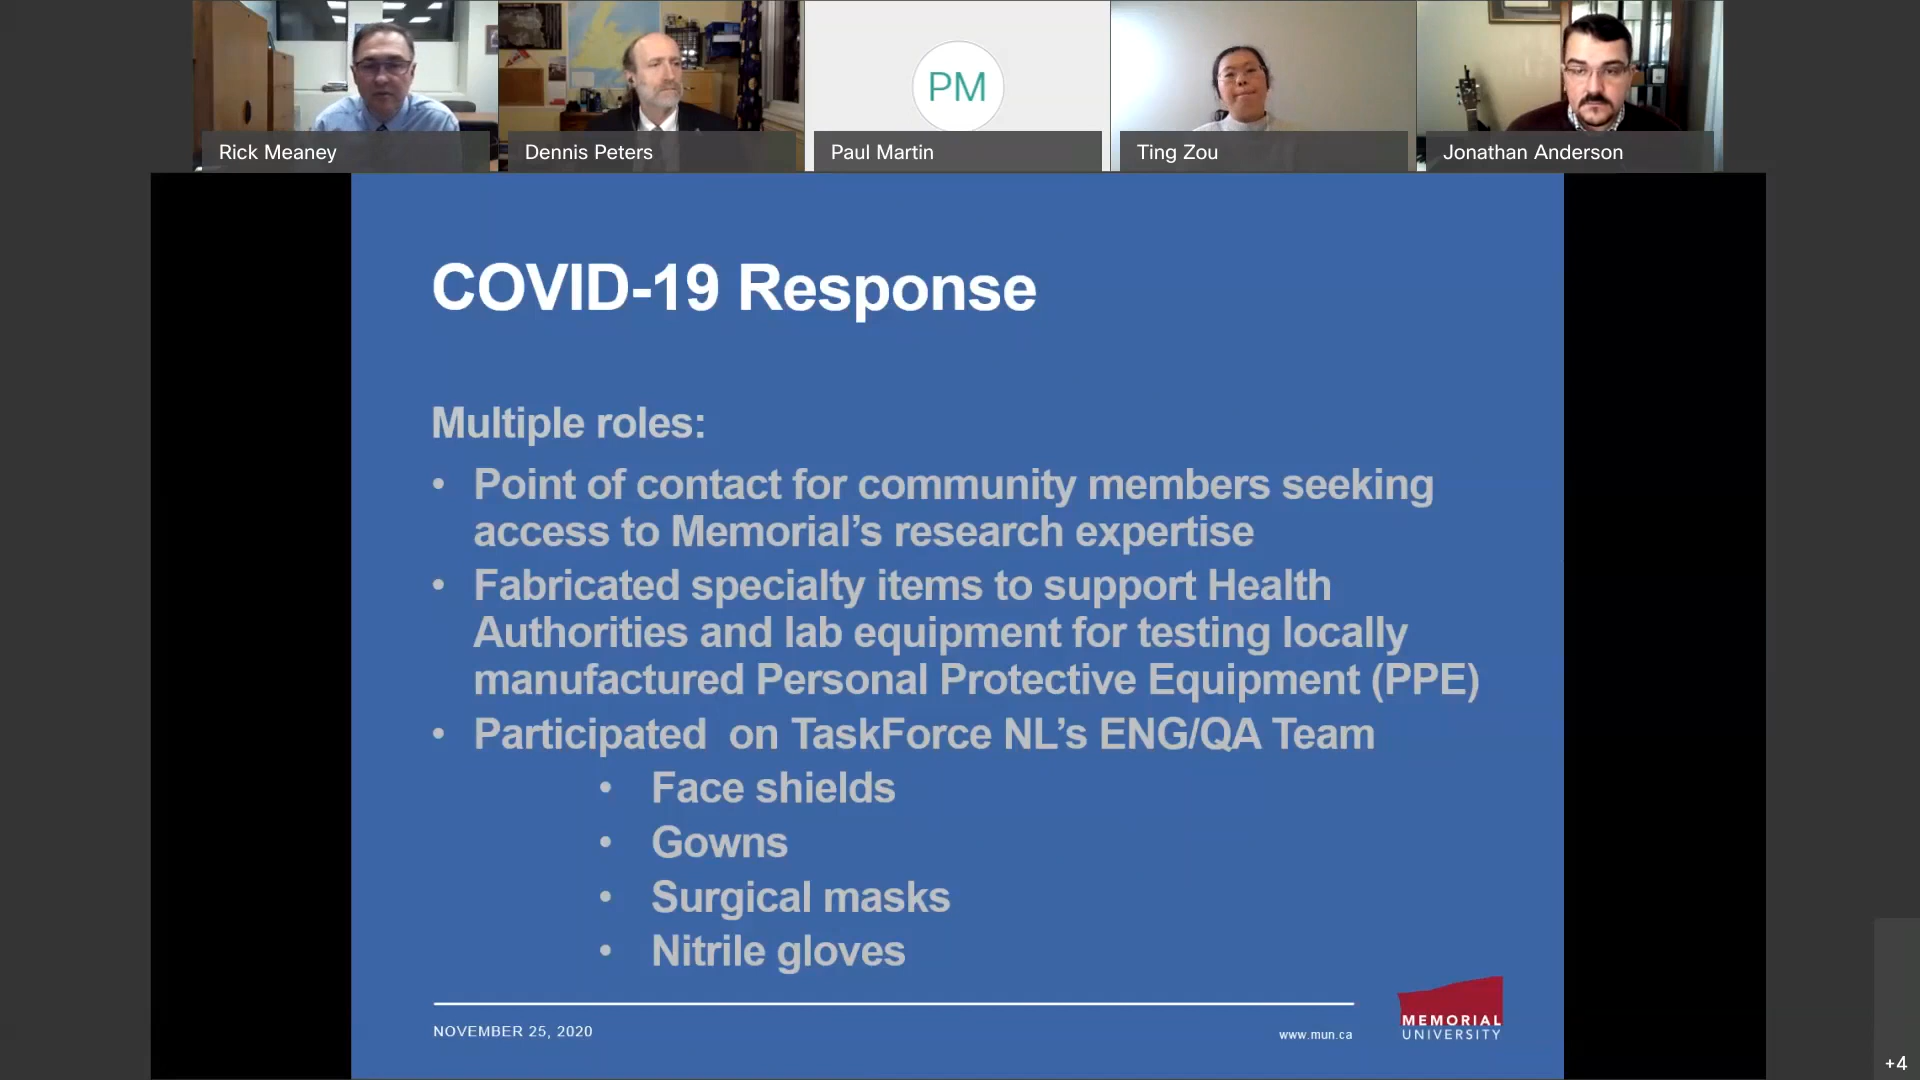 Rick Meaney
Dennis Peters
PM
Paul Martin
Ting Zou
Jonathan Anderson
COVID-19 Response
Multiple roles:
• Point of contact for community members seeking
access to Memorial’s research expertise
• Fabricated specialty items to support Health
Authorities and lab equipment for testing locally
manufactured Personal Protective Equipment (PPE)
• Participated  on TaskForce NL’s ENG/QA Team
• Face shields
• Gowns
• Surgical masks
• Nitrile gloves
NOVEMBER 25, 2020
www.mun.ca
MEMORIAL
UNIVERSITY
+4